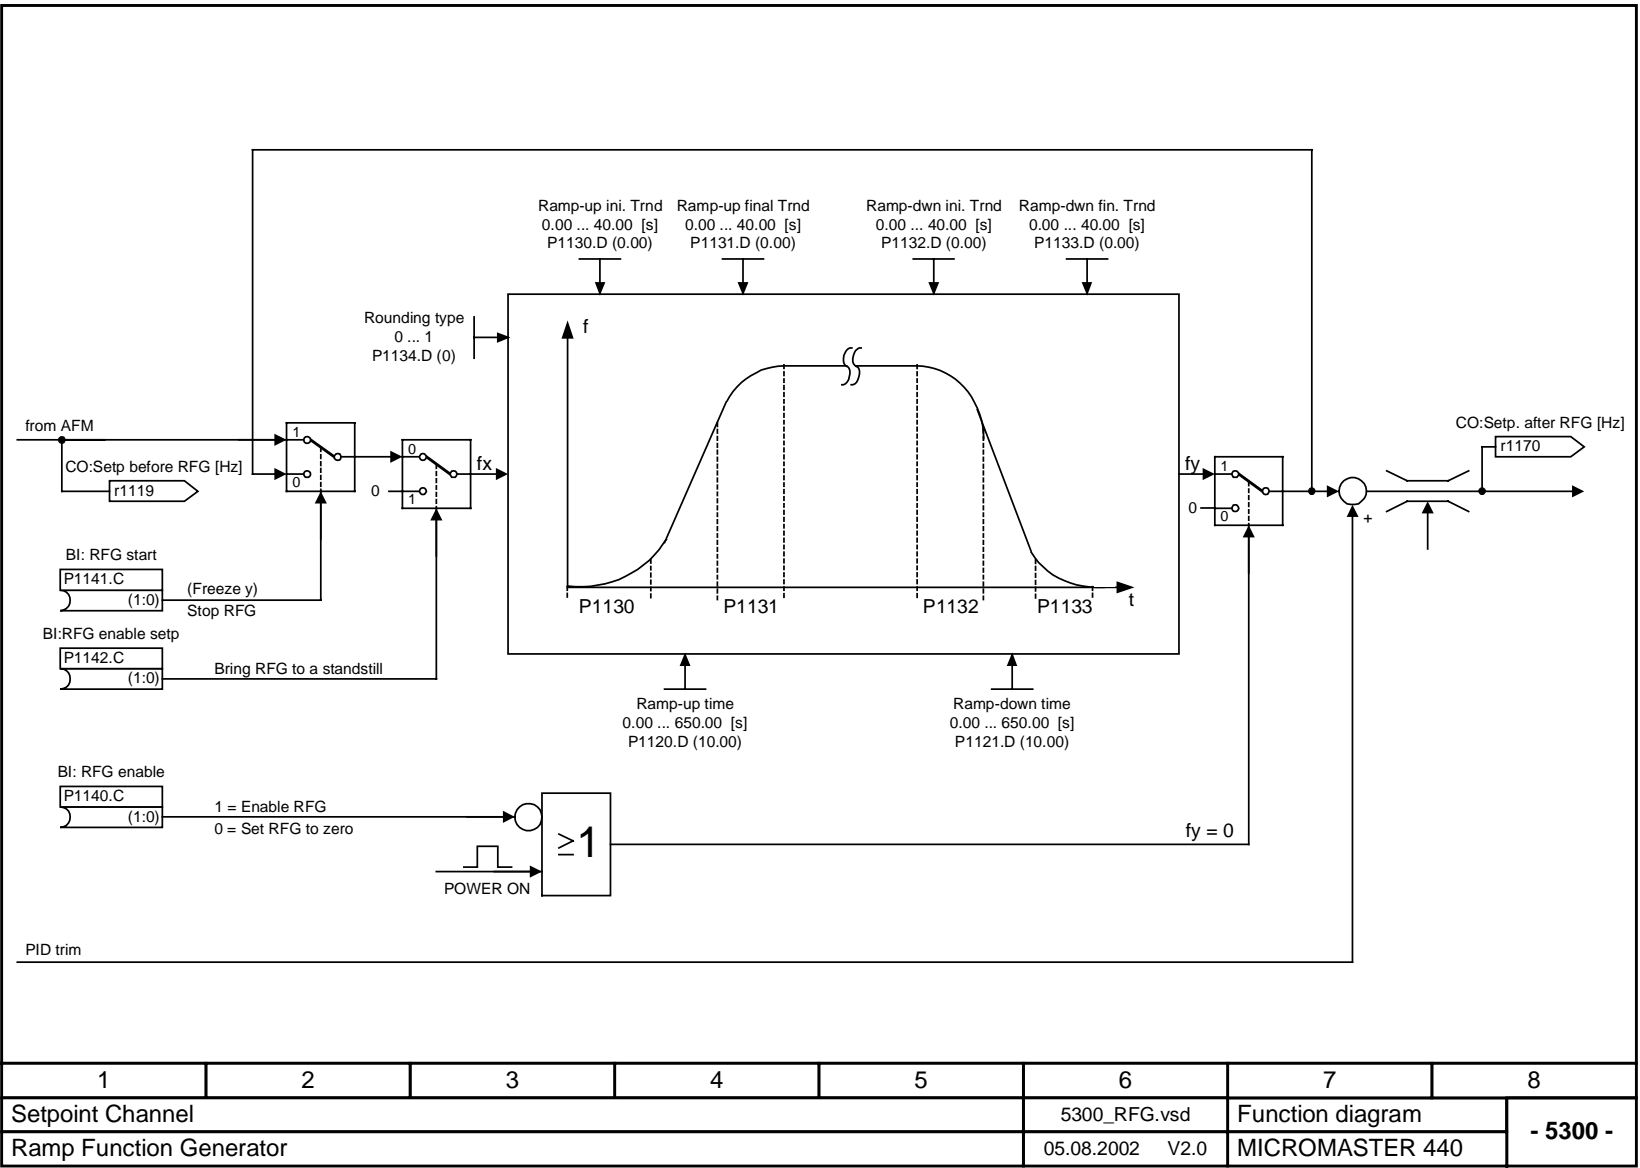 Ramp-up ini. Trnd
0.00 ... 40.00 [s]
P1130.D (0.00)
Ramp-up final Trnd
0.00 ... 40.00 [s]
P1131.D (0.00)
Ramp-dwn ini. Trnd
0.00 ... 40.00 [s]
P1132.D (0.00)
Ramp-dwn fin. Trnd
0.00 ... 40.00 [s]
P1133.D (0.00)
Rounding type
0 ... 1
P1134.D (0)
f
from AFM
1
0
CO:Setp before RFG [Hz]
r1119
0
0
1
fx
fy
1
0
0
CO:Setp. after RFG [Hz]
r1170
+
BI: RFG start
P1141.C
(1:0)
(Freeze y)
Stop RFG
P1130
P1131
P1132
P1133
t
BI:RFG enable setp
P1142.C
(1:0)
Bring RFG to a standstill
Ramp-up time
0.00 ... 650.00 [s]
P1120.D (10.00)
Ramp-down time
0.00 ... 650.00 [s]
P1121.D (10.00)
BI: RFG enable
P1140.C
(1:0)
1 = Enable RFG
0 = Set RFG to zero
≥1
fy = 0
POWER ON
PID trim
1 2 3 4 5 6 7 8
Setpoint Channel
5300_RFG.vsd
Function diagram
- 5300 -
Ramp Function Generator
05.08.2002 V2.0
MICROMASTER 440